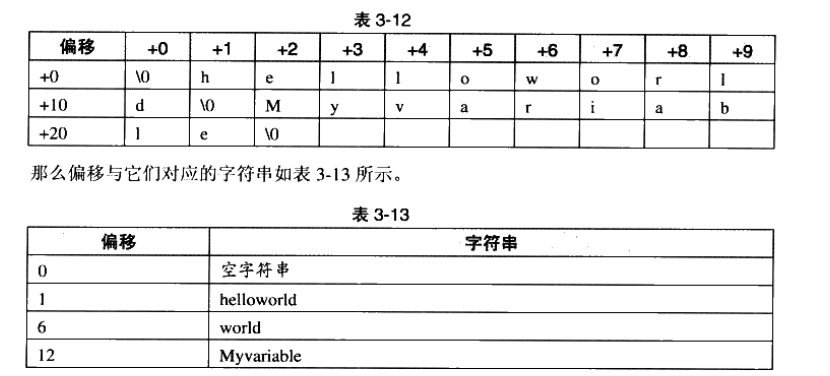 表 3-12
偏移 +0 +1 +2 +3 +4 +5 +6 +7 +8 +9
+0 \0 h e l l o w o r l
+10 d \0 M y v a r i a b
+20 l e \0
那么偏移与它们对应的字符串如表 3-13 所示。
表 3-13
偏移 字符串
0 空字符串
1 helloworld
6 world
12 Myvariable